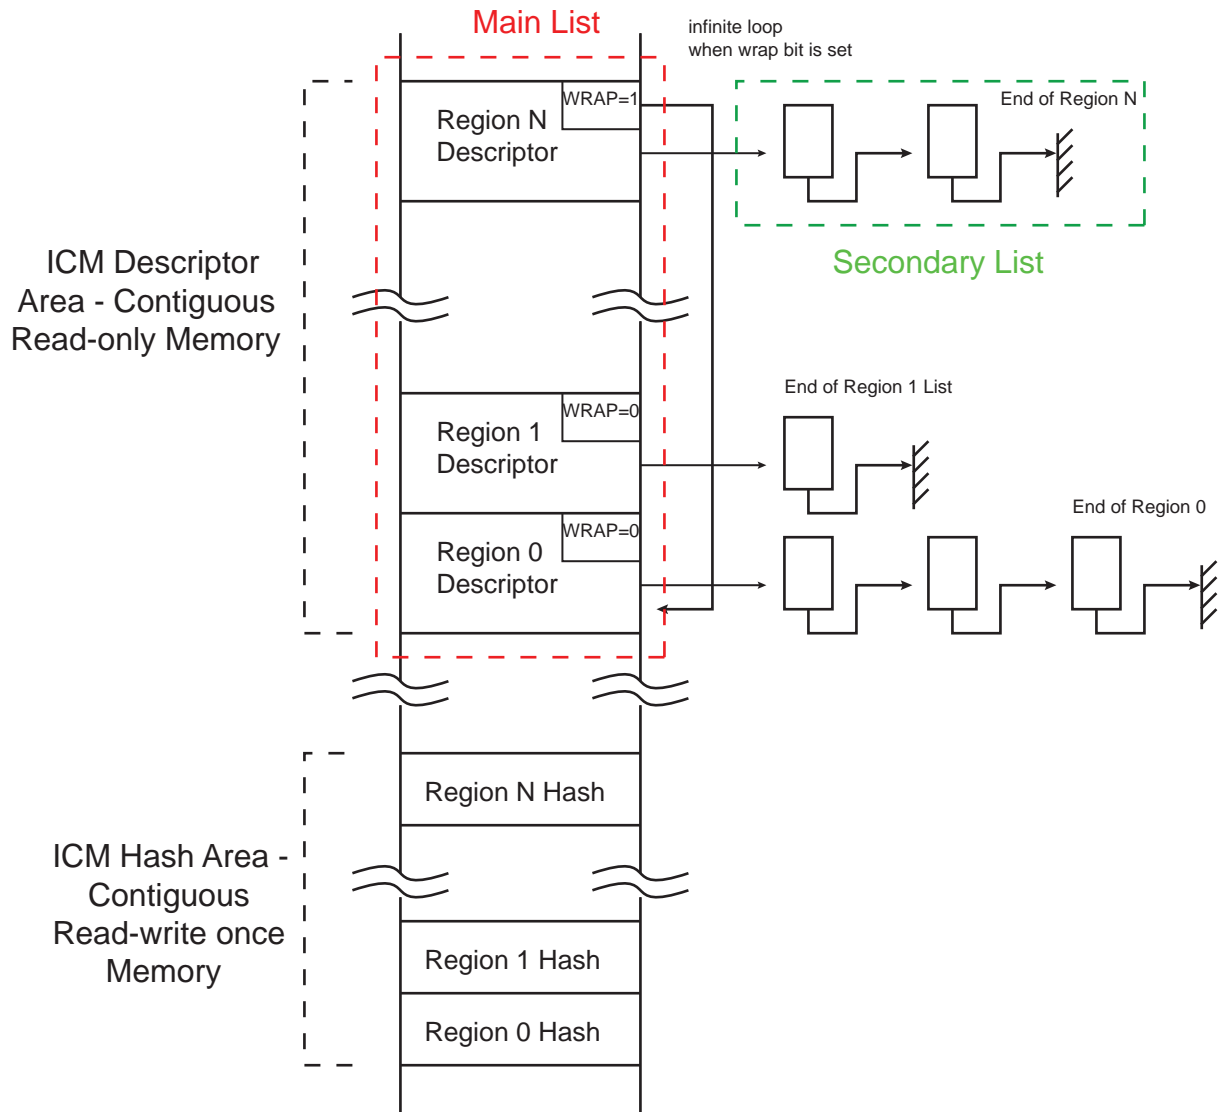 Main List
infinite loop
when wrap bit is set
WRAP=1
Region N
Descriptor
End of Region N
Secondary List
ICM Descriptor
Area - Contiguous
Read-only Memory
WRAP=0
Region 1
Descriptor
End of Region 1 List
WRAP=0
Region 0
Descriptor
End of Region 0
Region N Hash
ICM Hash Area -
Contiguous
Read-write once
Memory
Region 1 Hash
Region 0 Hash